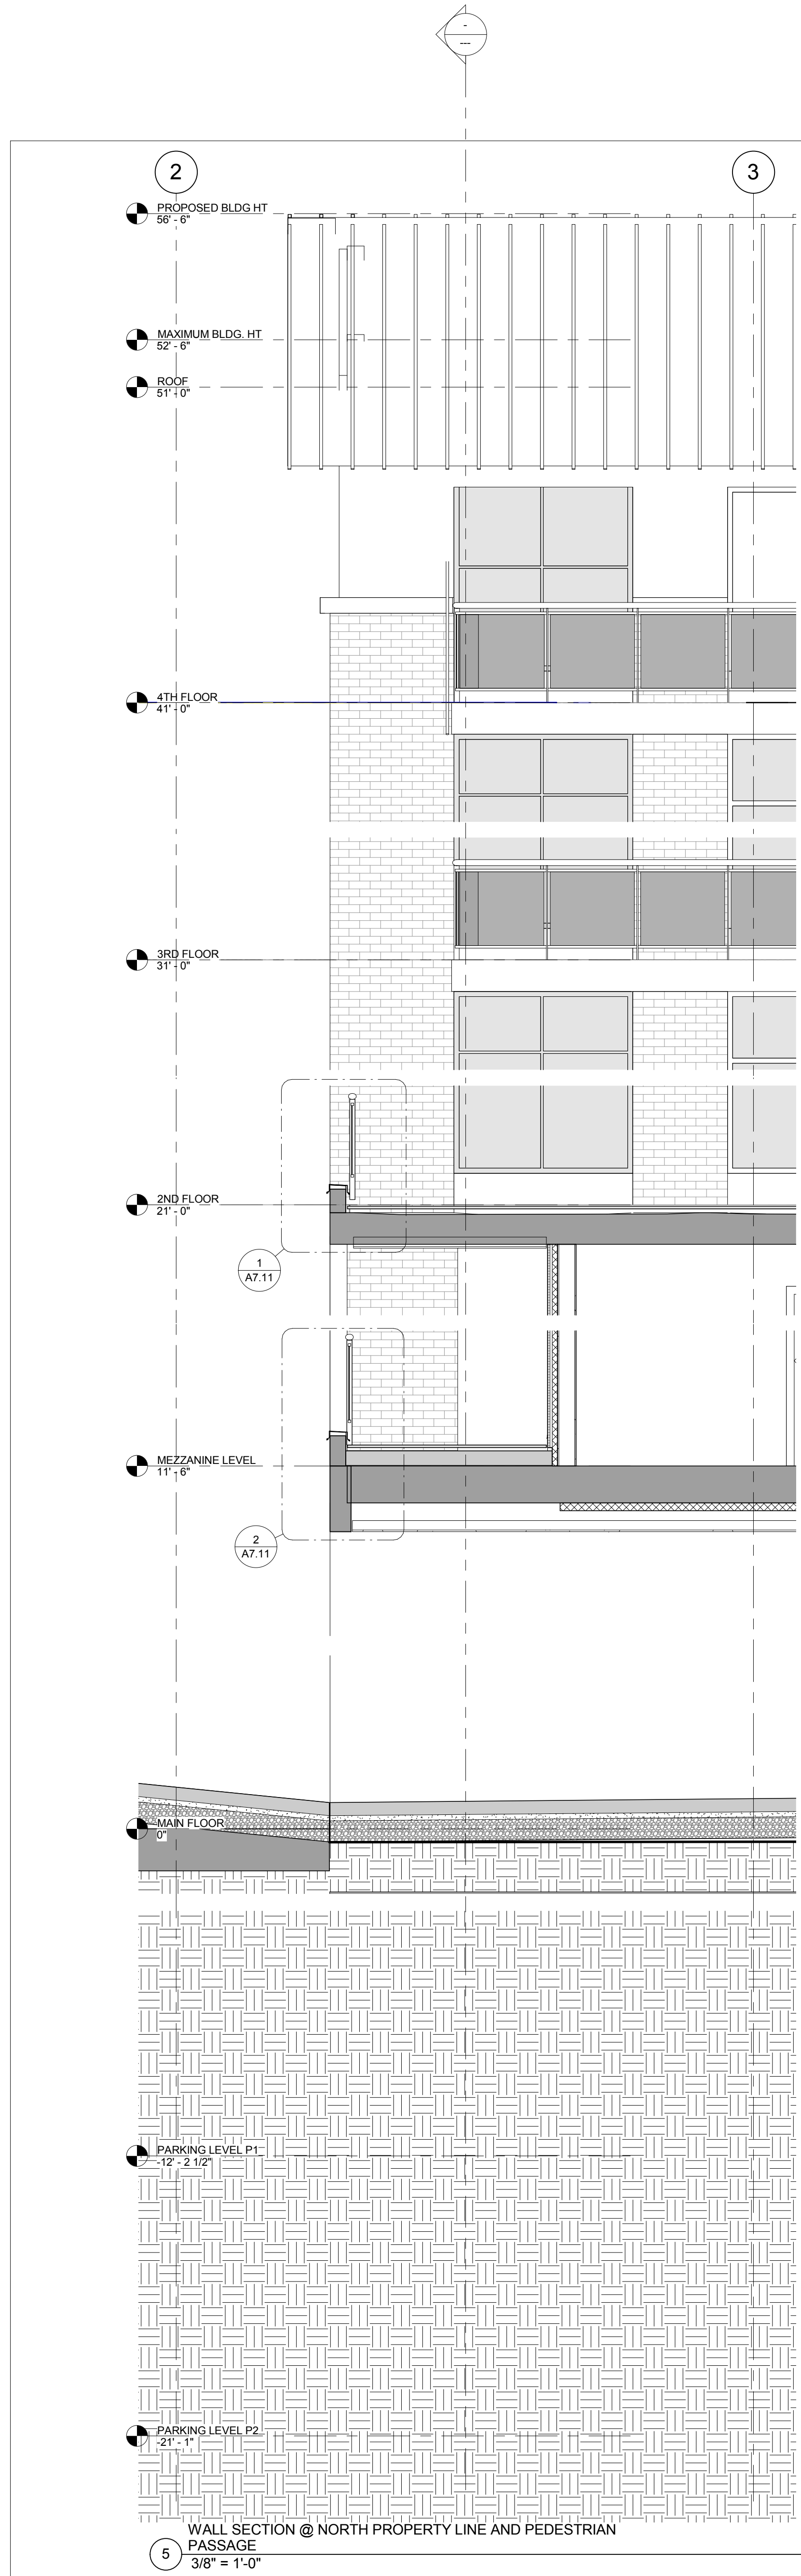 -
---
2
3
PROPOSED BLDG HT
56' - 6"
MAXIMUM BLDG. HT
52' - 6"
ROOF
51' - 0"
4TH FLOOR
41' - 0"
3RD FLOOR
31' - 0"
2ND FLOOR
21' - 0"
1
A7.11
MEZZANINE LEVEL
11' - 6"
2
A7.11
MAIN FLOOR
0"
PARKING LEVEL P1
-12' - 2 1/2"
PARKING LEVEL P2
-21' - 1"
WALL SECTION @ NORTH PROPERTY LINE AND PEDESTRIAN
PASSAGE
5
3/8" = 1'-0"